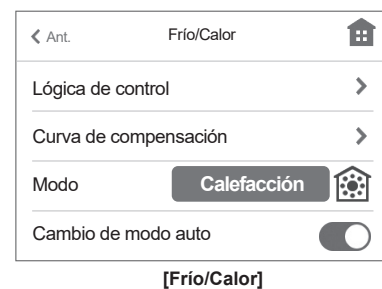 Ant.
Frío/Calor
Lógica de control
Curva de compensación
Modo
Calefacción
Cambio de modo auto
[Frío/Calor]